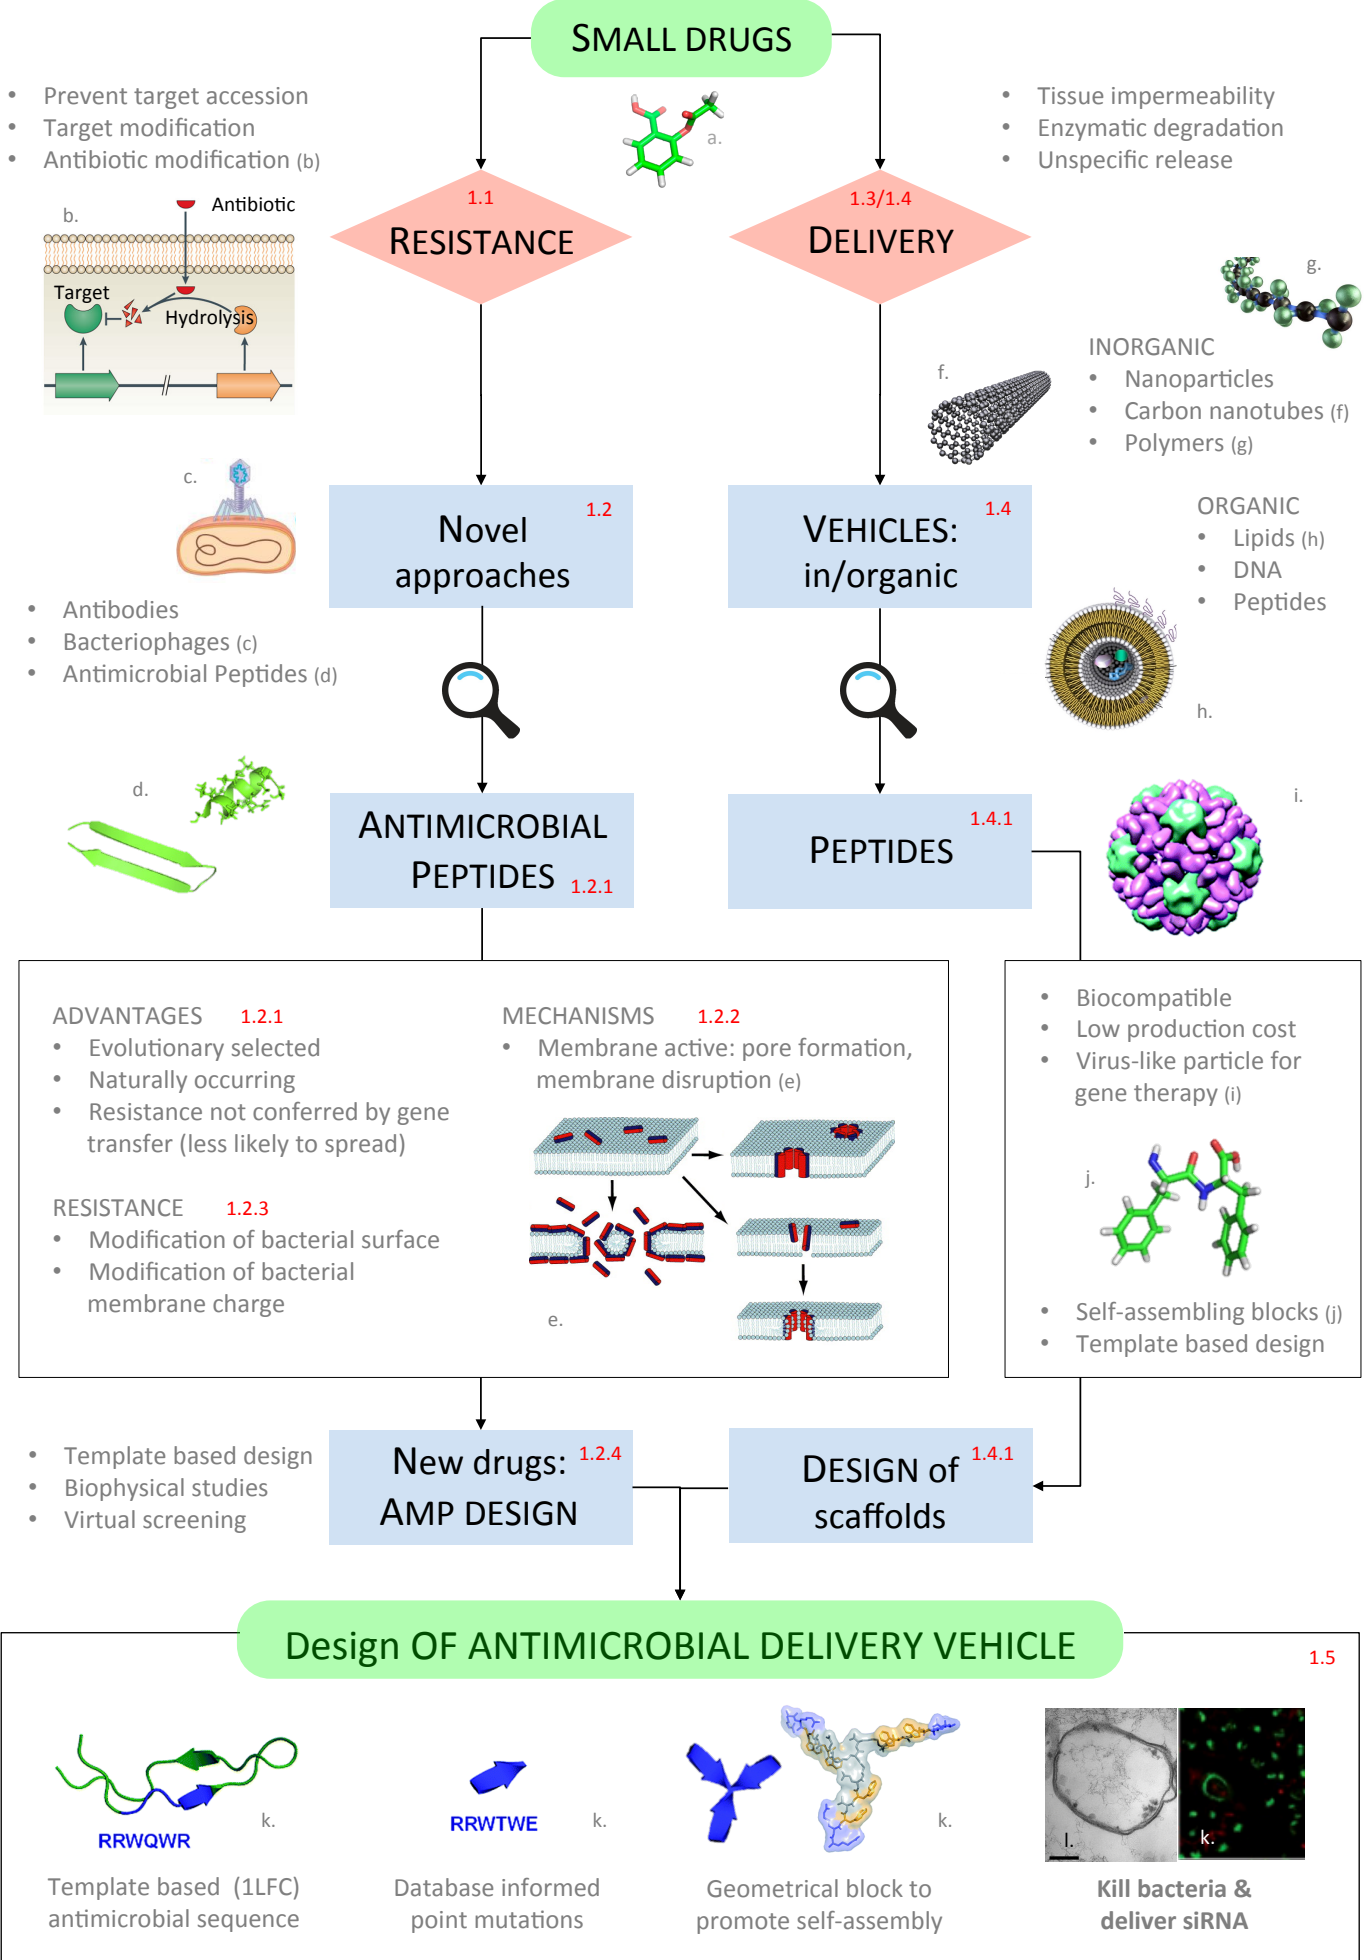 SMALL DRUGS
• Prevent target accession
• Target modification
• Antibiotic modification (b)
a.
• Tissue impermeability
• Enzymatic degradation
• Unspecific release
1.1
RESISTANCE
1.3/1.4
DELIVERY
b.
Antibiotic
Target
Hydrolysis
g.
INORGANIC
• Nanoparticles
• Carbon nanotubes (f)
• Polymers (g)
f.
c.
1.2
Novel
approaches
1.4
VEHICLES:
in/organic
ORGANIC
• Lipids (h)
• DNA
• Peptides
• Antibodies
• Bacteriophages (c)
• Antimicrobial Peptides (d)
h.
d.
ANTIMICROBIAL
PEPTIDES 1.2.1
1.4.1
PEPTIDES
i.
ADVANTAGES 1.2.1
• Evolutionary selected
• Naturally occurring
• Resistance not conferred by gene
transfer (less likely to spread)
RESISTANCE 1.2.3
• Modification of bacterial surface
• Modification of bacterial
membrane charge
MECHANISMS 1.2.2
• Membrane active: pore formation,
membrane disruption (e)
e.
• Biocompatible
• Low production cost
• Virus-like particle for
gene therapy (i)
j.
• Self-assembling blocks (j)
• Template based design
• Template based design
• Biophysical studies
• Virtual screening
New drugs: 1.2.4
AMP DESIGN
1.4.1
DESIGN of
scaffolds
Design OF ANTIMICROBIAL DELIVERY VEHICLE
1.5
RRWQWR
k.
Template based (1LFC)
antimicrobial sequence
RRWTWE
k.
Database informed
point mutations
k.
Geometrical block to
promote self-assembly
l.
k.
Kill bacteria &
deliver siRNA